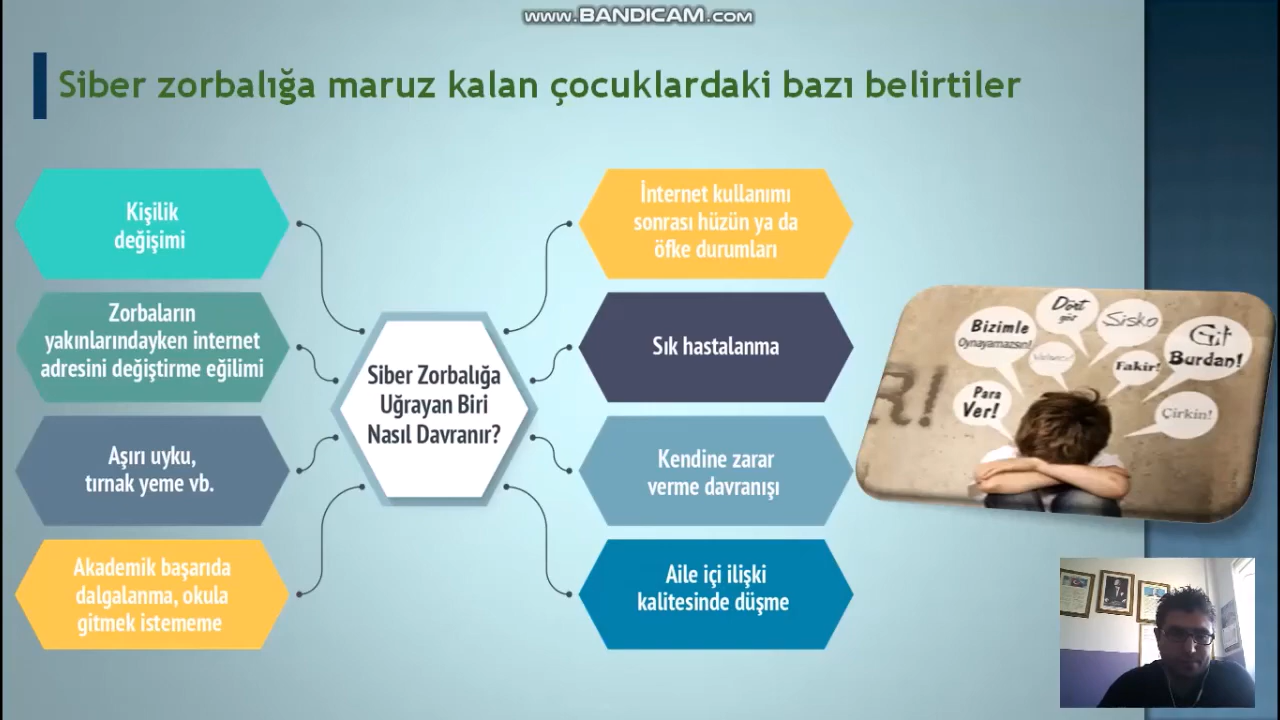 www.BANDICAM.com
Siber zorbalığa maruz kalan çocuklardaki bazı belirtiler
Kişilik
değişimi
Zorbaların
yakınlarındayken internet
adresini değiştirme eğilimi
Aşırı uyku,
tırnak yeme vb.
Akademik başarıda
dalgalanma, okula
gitmek istememe
Siber Zorbalığa
Uğrayan Biri
Nasıl Davranır?
İnternet kullanımı
sonrası hüzün ya da
öfke durumları
Sık hastalanma
Kendine zarar
verme davranışı
Aile içi ilişki
kalitesinde düşme
Dört
göz
Şişko
Bizimle
Oynayamazsın!
Git
Burdan!
Fakir!
Para
Ver!
Çirkin!
R!